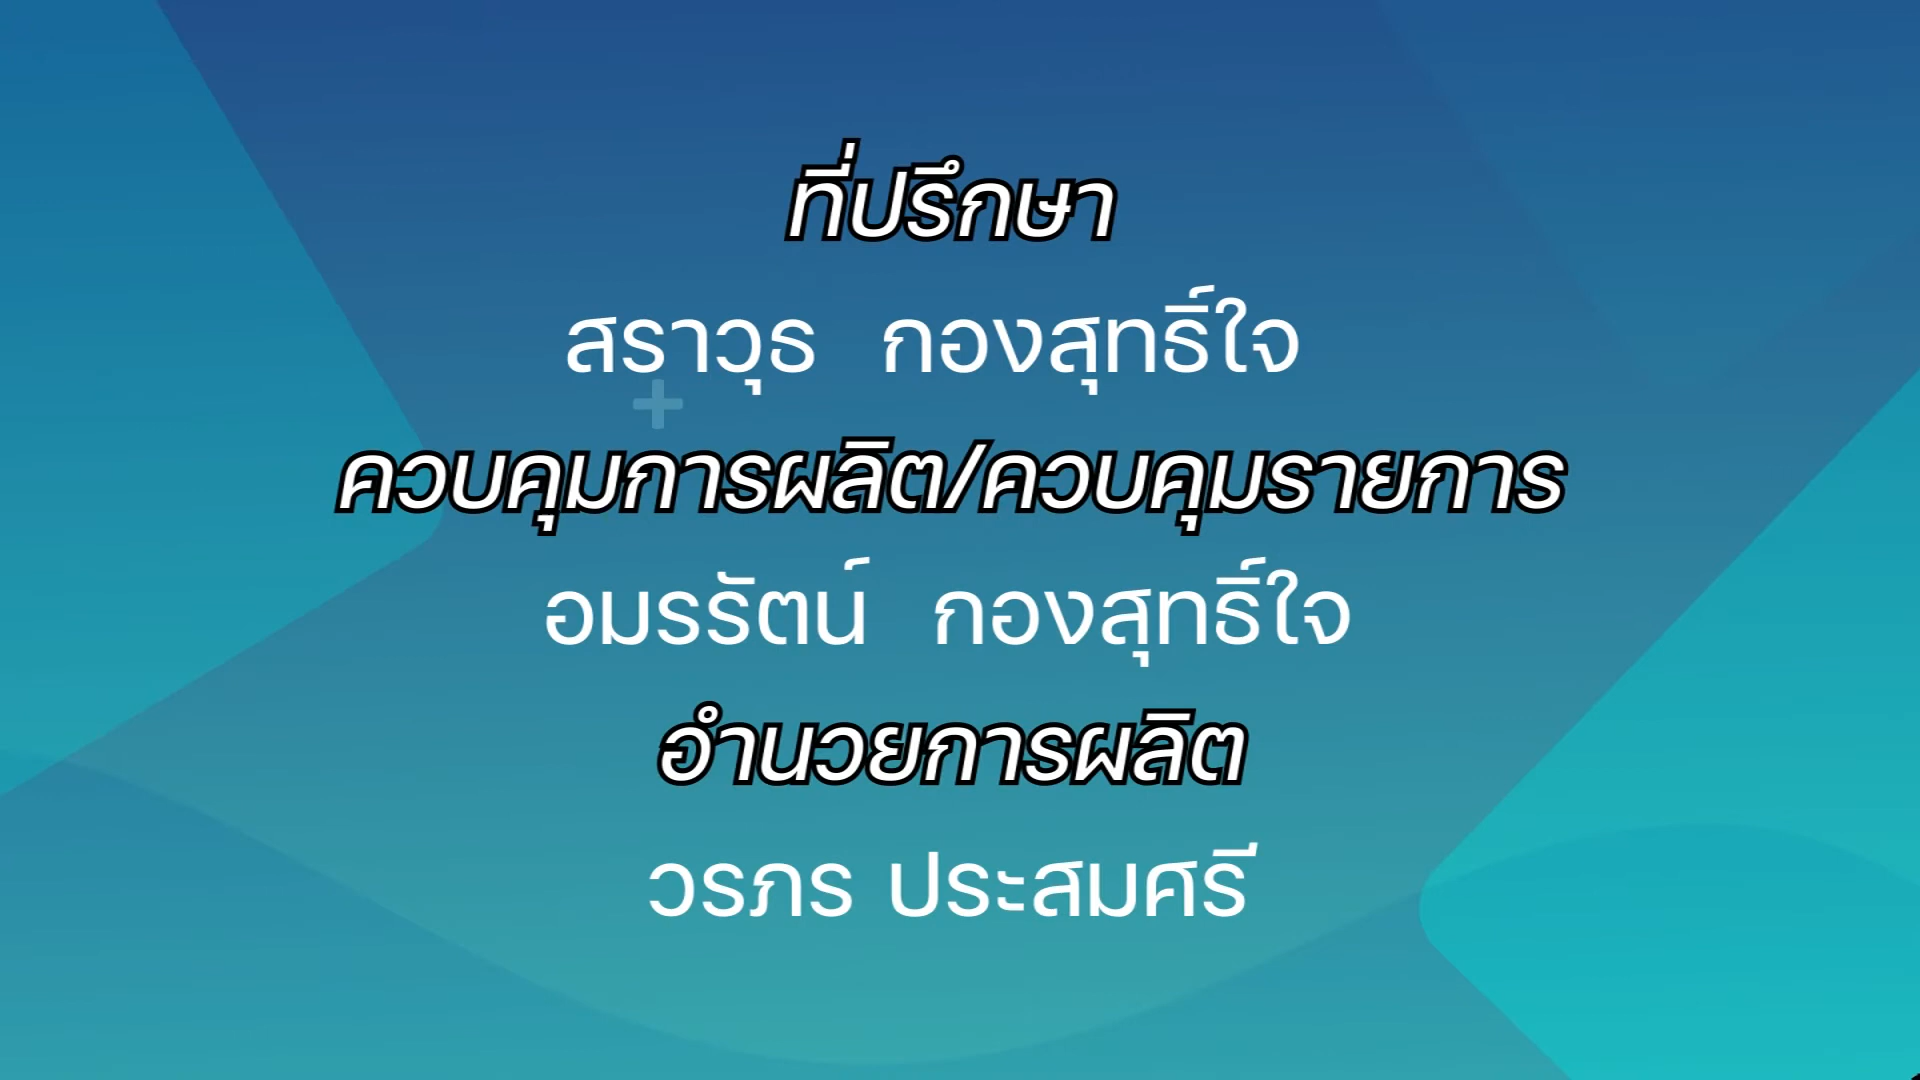 ที่ปรึกษา
สราวุธ กองสุทธิ์ใจ
ควบคุมการผลิต/ควบคุมรายการ
อมรรัตน์ กองสุทธิ์ใจ
อำนวยการผลิต
วรภร ประสมศรี